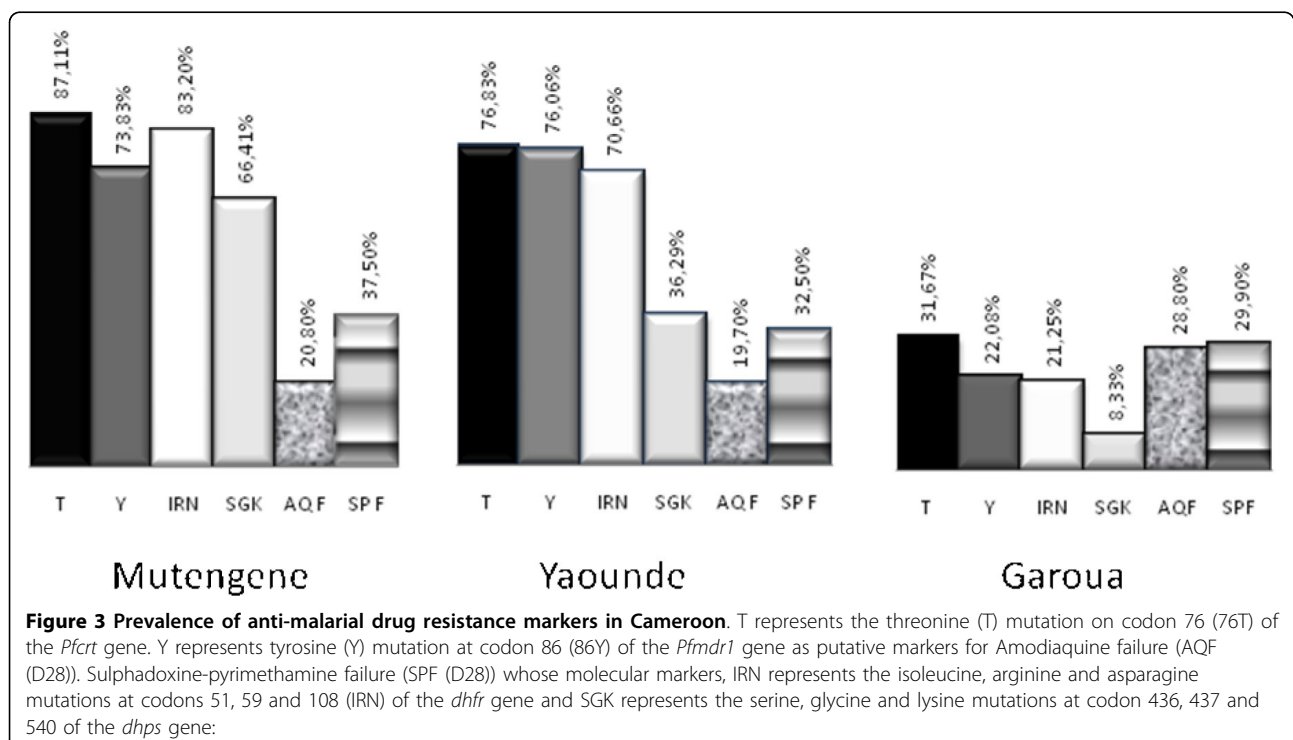 87,11%
73,83%
83,20%
66,41%
20,80%
37,50%
T Y IRN SGK AQF SPF
Mutengene
76,83%
76,06%
70,66%
36,29%
19,70%
32,50%
T Y IRN SGK AQF SPF
Yaounde
31,67%
22,08%
21,25%
8,33%
28,80%
29,90%
T Y IRN SGK AQF SPF
Garoua
Figure 3 Prevalence of anti-malarial drug resistance markers in Cameroon. T represents the threonine (T) mutation on codon 76 (76T) of
the Pfcrt gene. Y represents tyrosine (Y) mutation at codon 86 (86Y) of the Pfmdr1 gene as putative markers for Amodiaquine failure (AQF
(D28)). Sulphadoxine-pyrimethamine failure (SPF (D28)) whose molecular markers, IRN represents the isoleucine, arginine and asparagine
mutations at codons 51, 59 and 108 (IRN) of the dhfr gene and SGK represents the serine, glycine and lysine mutations at codon 436, 437 and
540 of the dhps gene: